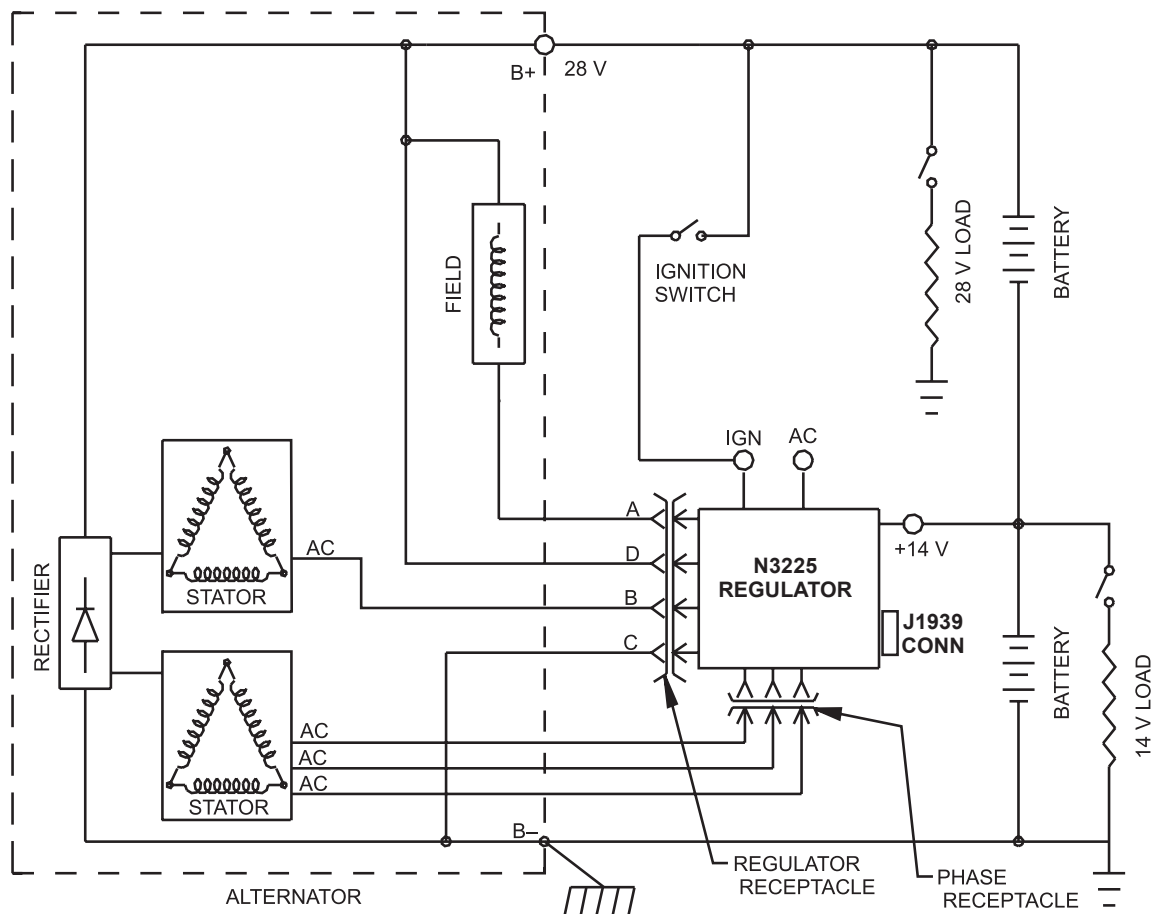 B+
28 V
FIELD
IGNITION
SWITCH
28 V LOAD
BATTERY
IGN
AC
A
D
B
C
+14 V
N3225
REGULATOR
J1939
CONN
RECTIFIER
STATOR
AC
STATOR
AC
AC
AC
BATTERY
14 V LOAD
B–
ALTERNATOR
REGULATOR
RECEPTACLE
PHASE
RECEPTACLE